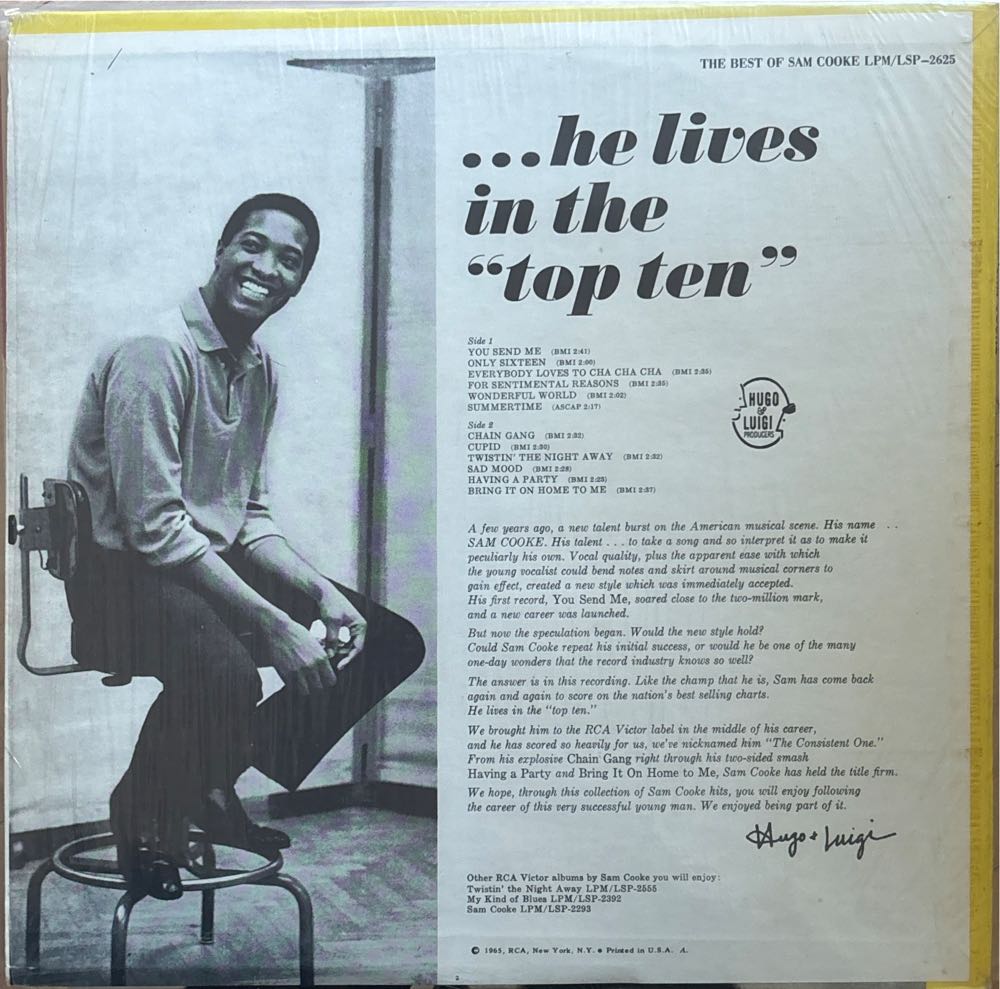 THE BEST OF SAM COOKE LPM/LSP–2625
...he lives
in the
“top ten”
Side 1
YOU SEND ME (BMI 2:41)
ONLY SIXTEEN (BMI 2:00)
EVERYBODY LOVES TO CHA CHA CHA (BMI 2:35)
FOR SENTIMENTAL REASONS (BMI 2:35)
WONDERFUL WORLD (BMI 2:02)
SUMMERTIME (ASCAP 2:17)
Side 2
CHAIN GANG (BMI 2:32)
CUPID (BMI 2:30)
TWISTIN’ THE NIGHT AWAY (BMI 2:32)
SAD MOOD (BMI 2:28)
HAVING A PARTY (BMI 2:23)
BRING IT ON HOME TO ME (BMI 2:37)
HUGO
&
LUIGI
PRODUCERS
A few years ago, a new talent burst on the American musical scene. His name . .
SAM COOKE. His talent . . . to take a song and so interpret it as to make it
peculiarly his own. Vocal quality, plus the apparent ease with which
the young vocalist could bend notes and skirt around musical corners to
gain effect, created a new style which was immediately accepted.
His first record, You Send Me, soared close to the two-million mark,
and a new career was launched.
But now the speculation began. Would the new style hold?
Could Sam Cooke repeat his initial success, or would he be one of the many
one-day wonders that the record industry knows so well?
The answer is in this recording. Like the champ that he is, Sam has come back
again and again to score on the nation’s best selling charts.
He lives in the “top ten.”
We brought him to the RCA Victor label in the middle of his career,
and he has scored so heavily for us, we’ve nicknamed him “The Consistent One.”
From his explosive Chain Gang right through his two-sided smash
Having a Party and Bring It On Home to Me, Sam Cooke has held the title firm.
We hope, through this collection of Sam Cooke hits, you will enjoy following
the career of this very successful young man. We enjoyed being part of it.
Hugo + Luigi
Other RCA Victor albums by Sam Cooke you will enjoy:
Twistin’ the Night Away LPM/LSP-2555
My Kind of Blues LPM/LSP-2392
Sam Cooke LPM/LSP-2293
© 1965, RCA, New York, N.Y. • Printed in U.S.A. A.
2